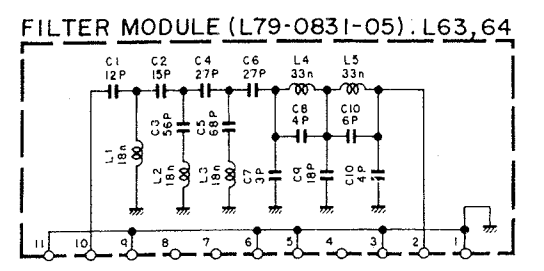 FILTER MODULE (L79-0831-05): L63,64
C1 C2 C4 C6 L4 L5
12P 15P 27P 27P 33n 33n
C8 C10
4P 6P
C3 56P C5 68P
L1 18n L2 18n L3 18n C7 3P C9 18P C10 4P
11 10 9 8 7 6 5 4 3 2 1